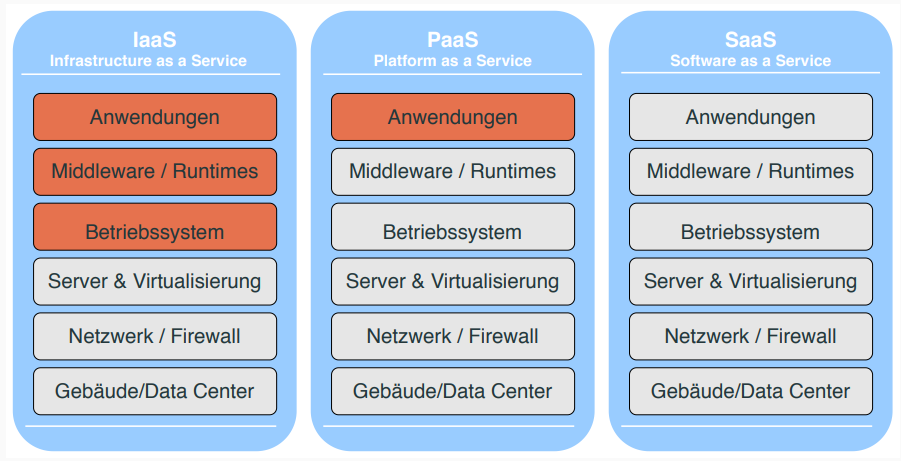 IaaS
Infrastructure as a Service
Anwendungen
Middleware / Runtimes
Betriebssystem
Server & Virtualisierung
Netzwerk / Firewall
Gebäude/Data Center
PaaS
Platform as a Service
Anwendungen
Middleware / Runtimes
Betriebssystem
Server & Virtualisierung
Netzwerk / Firewall
Gebäude/Data Center
SaaS
Software as a Service
Anwendungen
Middleware / Runtimes
Betriebssystem
Server & Virtualisierung
Netzwerk / Firewall
Gebäude/Data Center